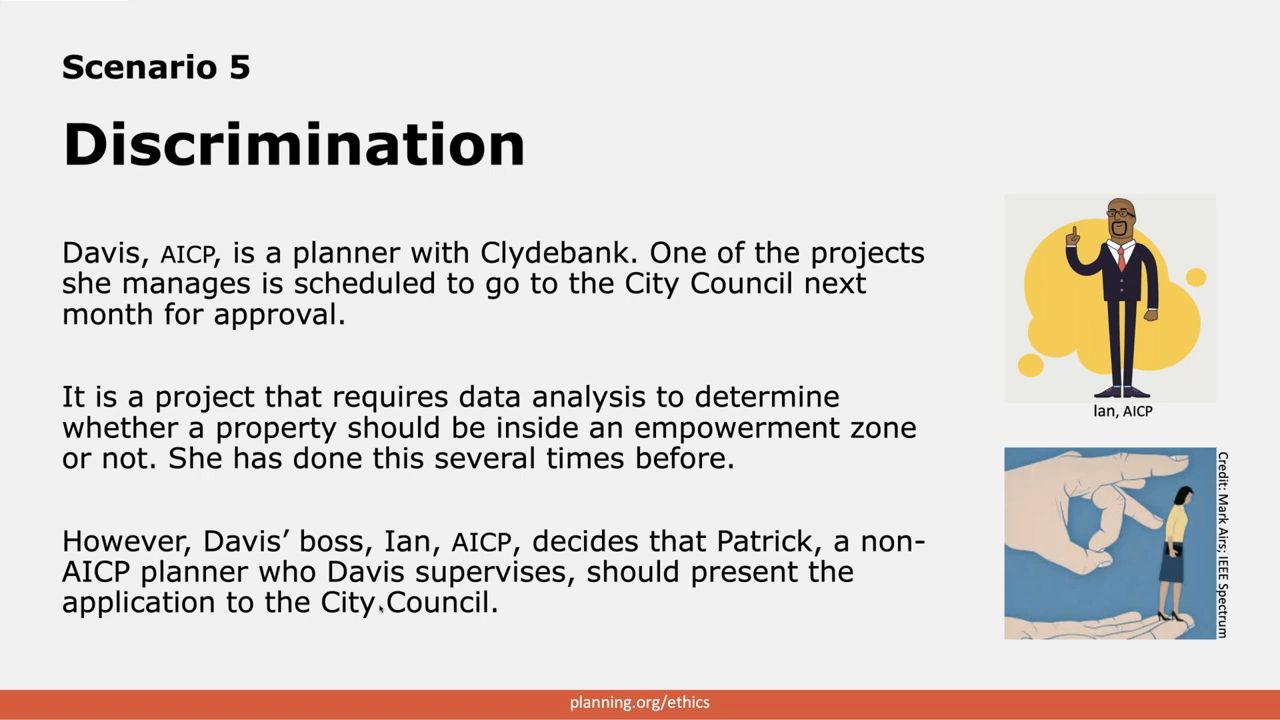 Scenario 5
Discrimination
Davis, AICP, is a planner with Clydebank. One of the projects
she manages is scheduled to go to the City Council next
month for approval.
It is a project that requires data analysis to determine
whether a property should be inside an empowerment zone
or not. She has done this several times before.
However, Davis’ boss, Ian, AICP, decides that Patrick, a non-
AICP planner who Davis supervises, should present the
application to the City Council.
Ian, AICP
Credit: Mark Airs; IEEE Spectrum
planning.org/ethics